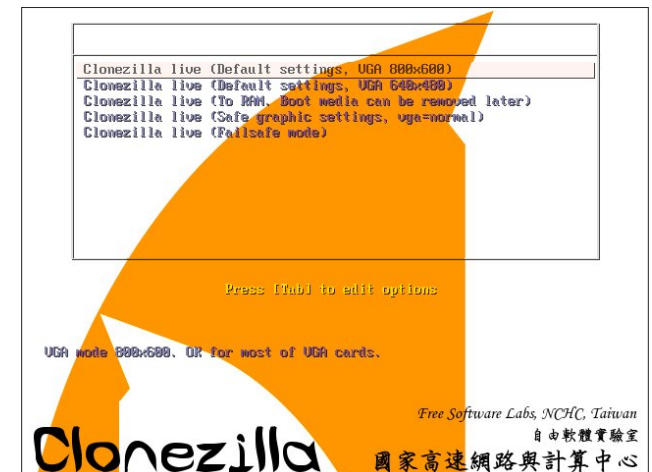 Clonezilla live (Default settings, VGA 800x600)
Clonezilla live (Default settings, VGA 640x480)
Clonezilla live (To RAM. Boot media can be removed later)
Clonezilla live (Safe graphic settings, vga=normal)
Clonezilla live (Failsafe mode)
Press [Tab] to edit options
VGA mode 800x600. OK for most of VGA cards.
Free Software Labs, NCHC, Taiwan
自由軟體實驗室
Clonezilla
國家高速網路與計算中心